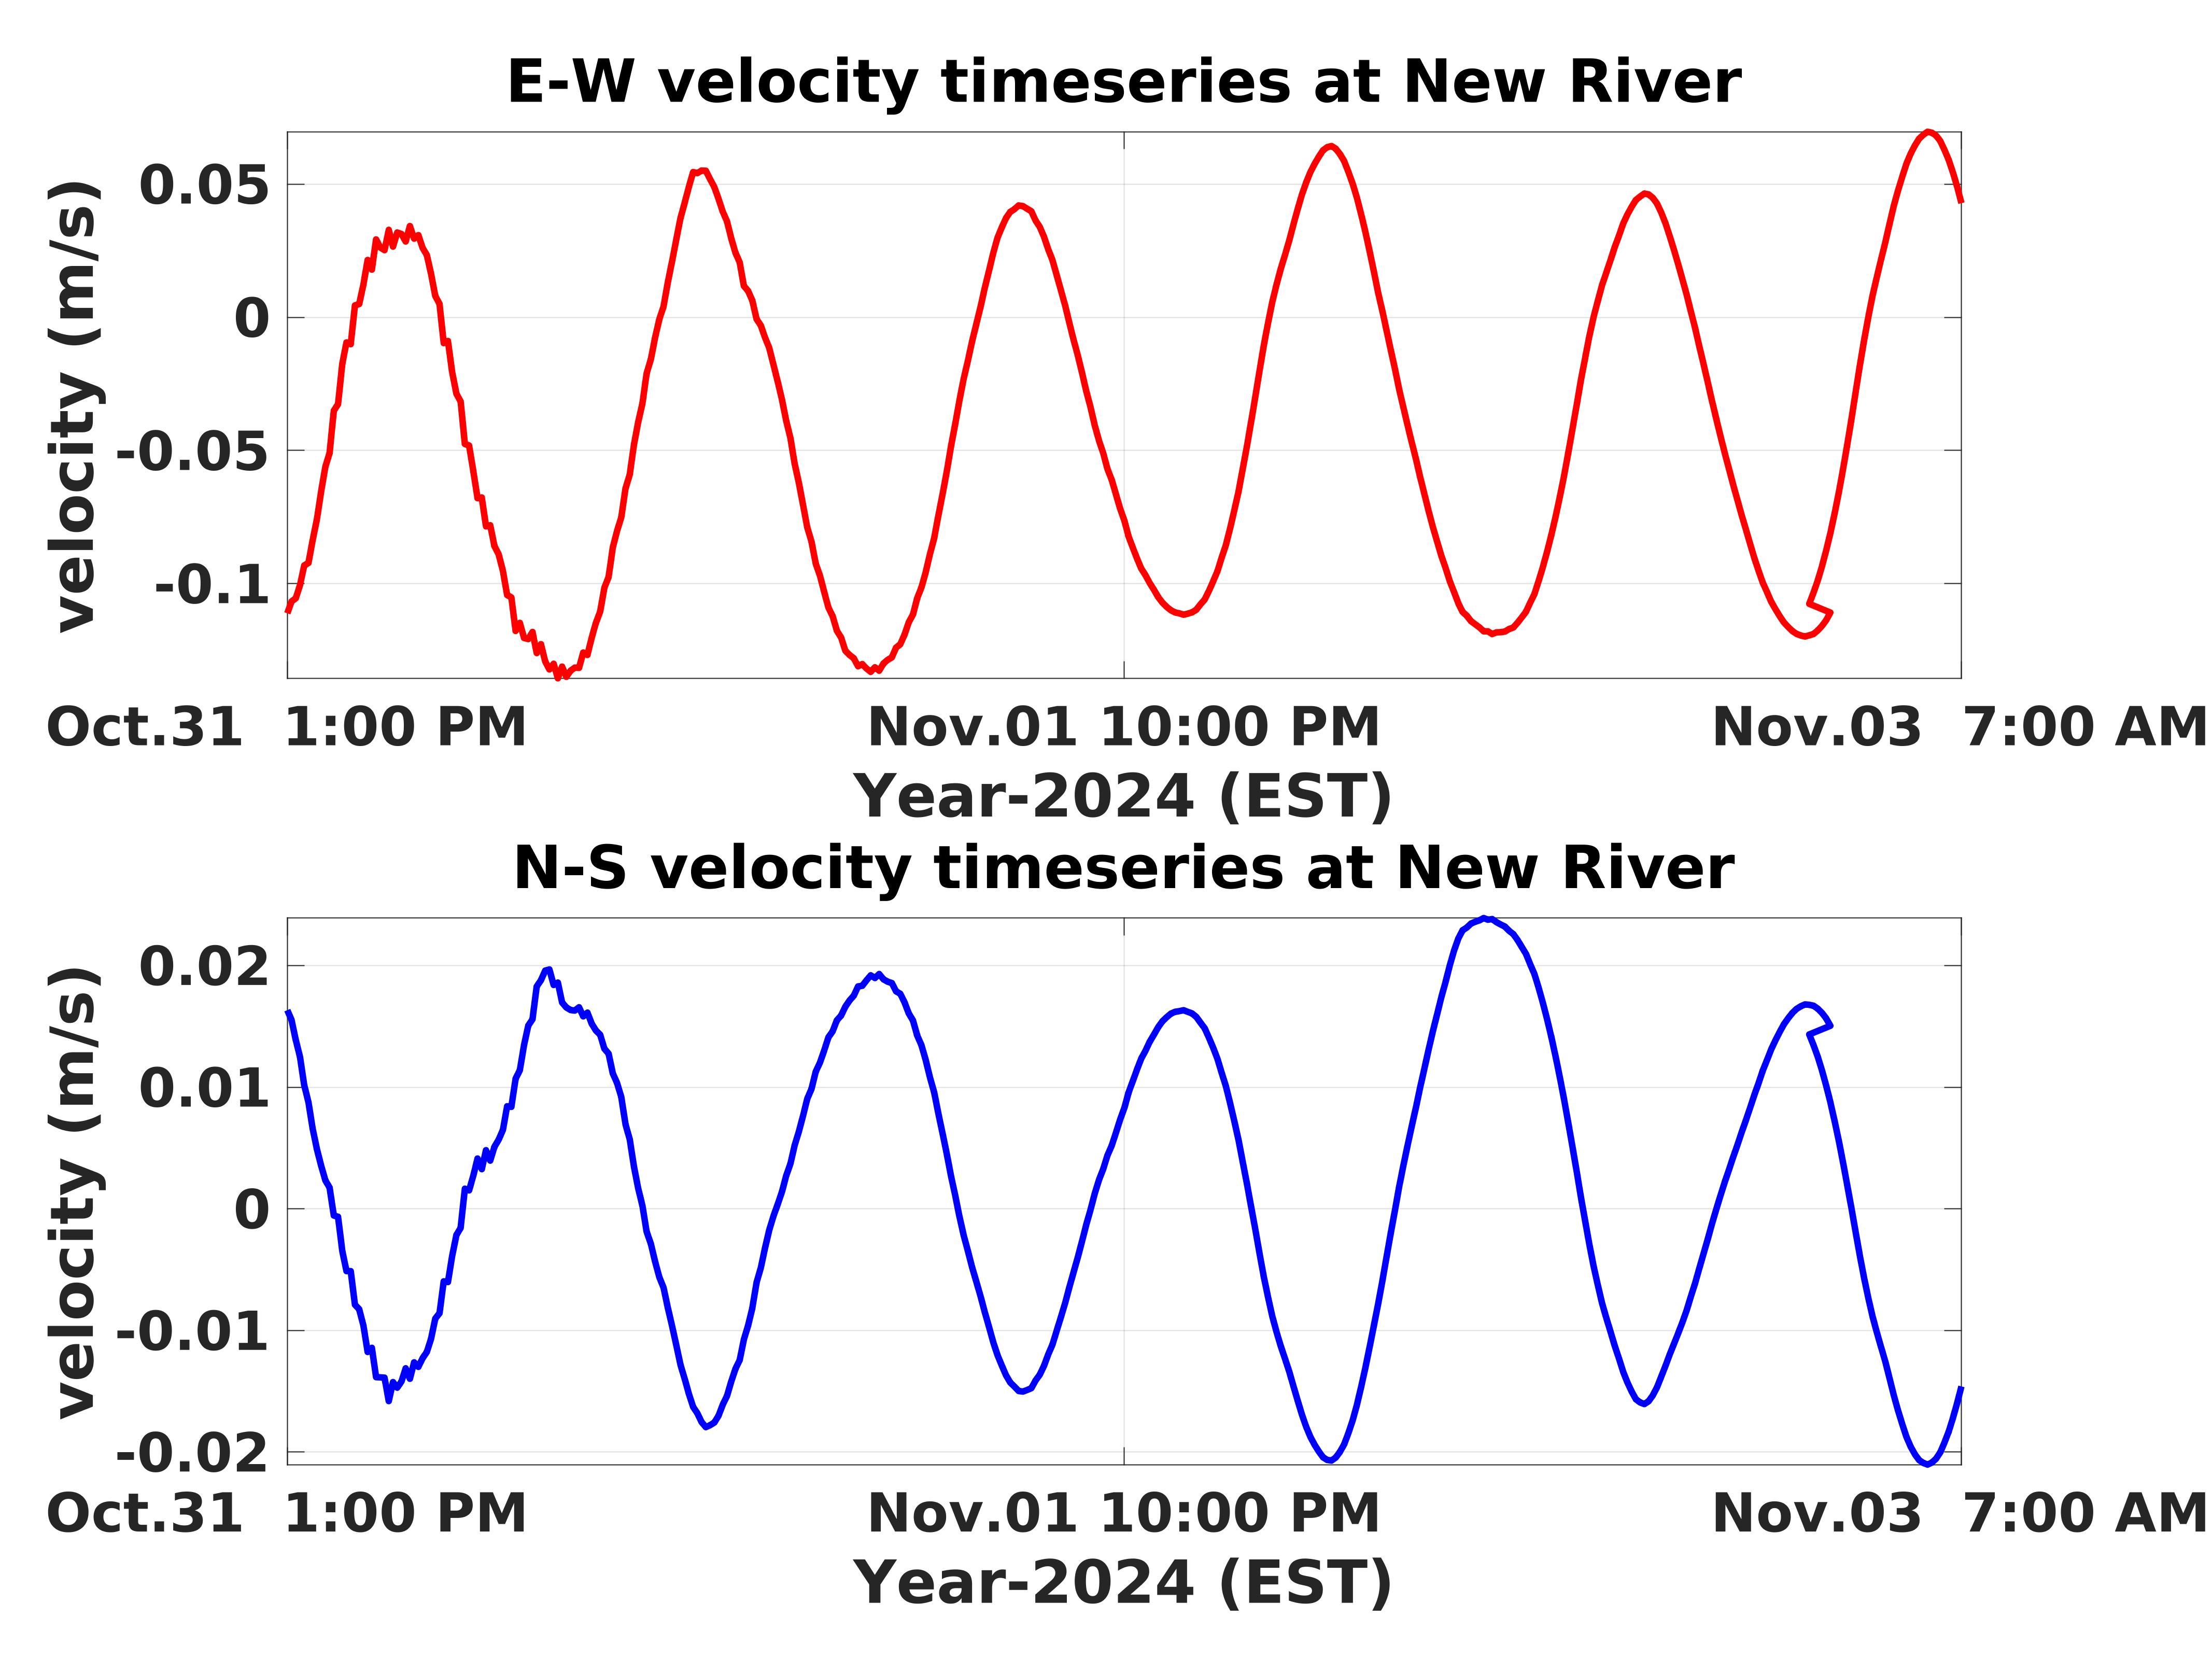 E-W velocity timeseries at New River
velocity (m/s)
0.05
0
-0.05
-0.1
Oct.31  1:00 PM
Nov.01 10:00 PM
Nov.03  7:00 AM
Year-2024 (EST)
N-S velocity timeseries at New River
velocity (m/s)
0.02
0.01
0
-0.01
-0.02
Oct.31  1:00 PM
Nov.01 10:00 PM
Nov.03  7:00 AM
Year-2024 (EST)